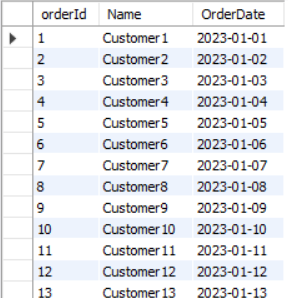 orderId Name OrderDate
1 Customer1 2023-01-01
2 Customer2 2023-01-02
3 Customer3 2023-01-03
4 Customer4 2023-01-04
5 Customer5 2023-01-05
6 Customer6 2023-01-06
7 Customer7 2023-01-07
8 Customer8 2023-01-08
9 Customer9 2023-01-09
10 Customer10 2023-01-10
11 Customer11 2023-01-11
12 Customer12 2023-01-12
13 Customer13 2023-01-13